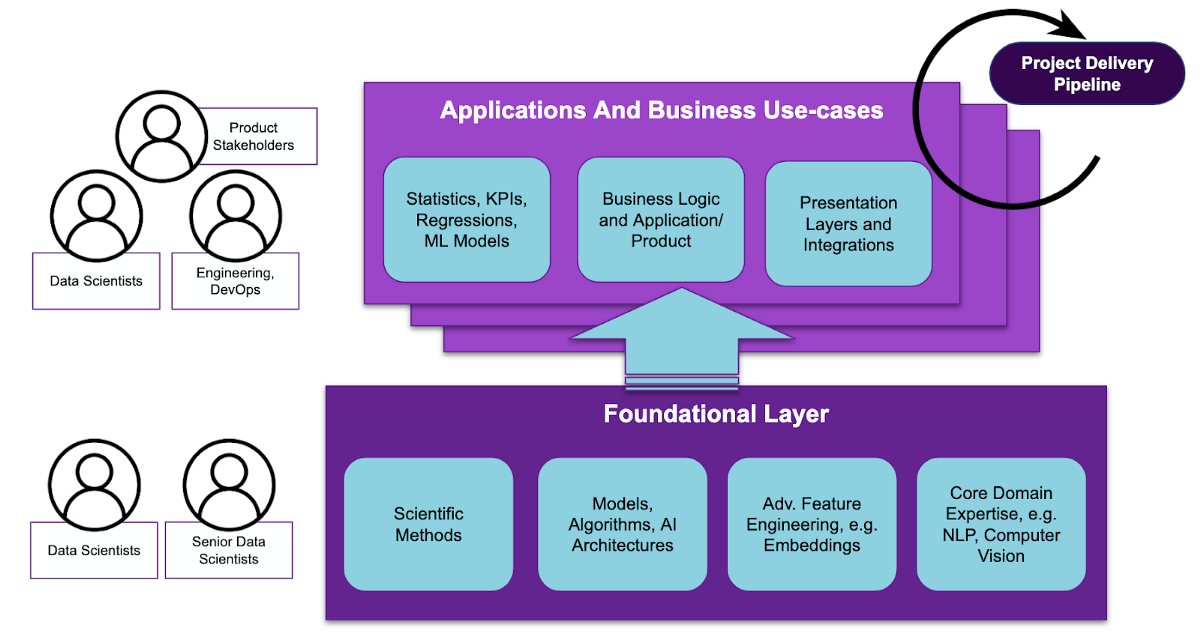 Project Delivery
Pipeline
Applications And Business Use-cases
Product
Stakeholders
Data Scientists
Engineering,
DevOps
Statistics, KPIs,
Regressions,
ML Models
Business Logic
and Application/
Product
Presentation
Layers and
Integrations
Foundational Layer
Data Scientists
Senior Data
Scientists
Scientific
Methods
Models,
Algorithms, AI
Architectures
Adv. Feature
Engineering, e.g.
Embeddings
Core Domain
Expertise, e.g.
NLP, Computer
Vision